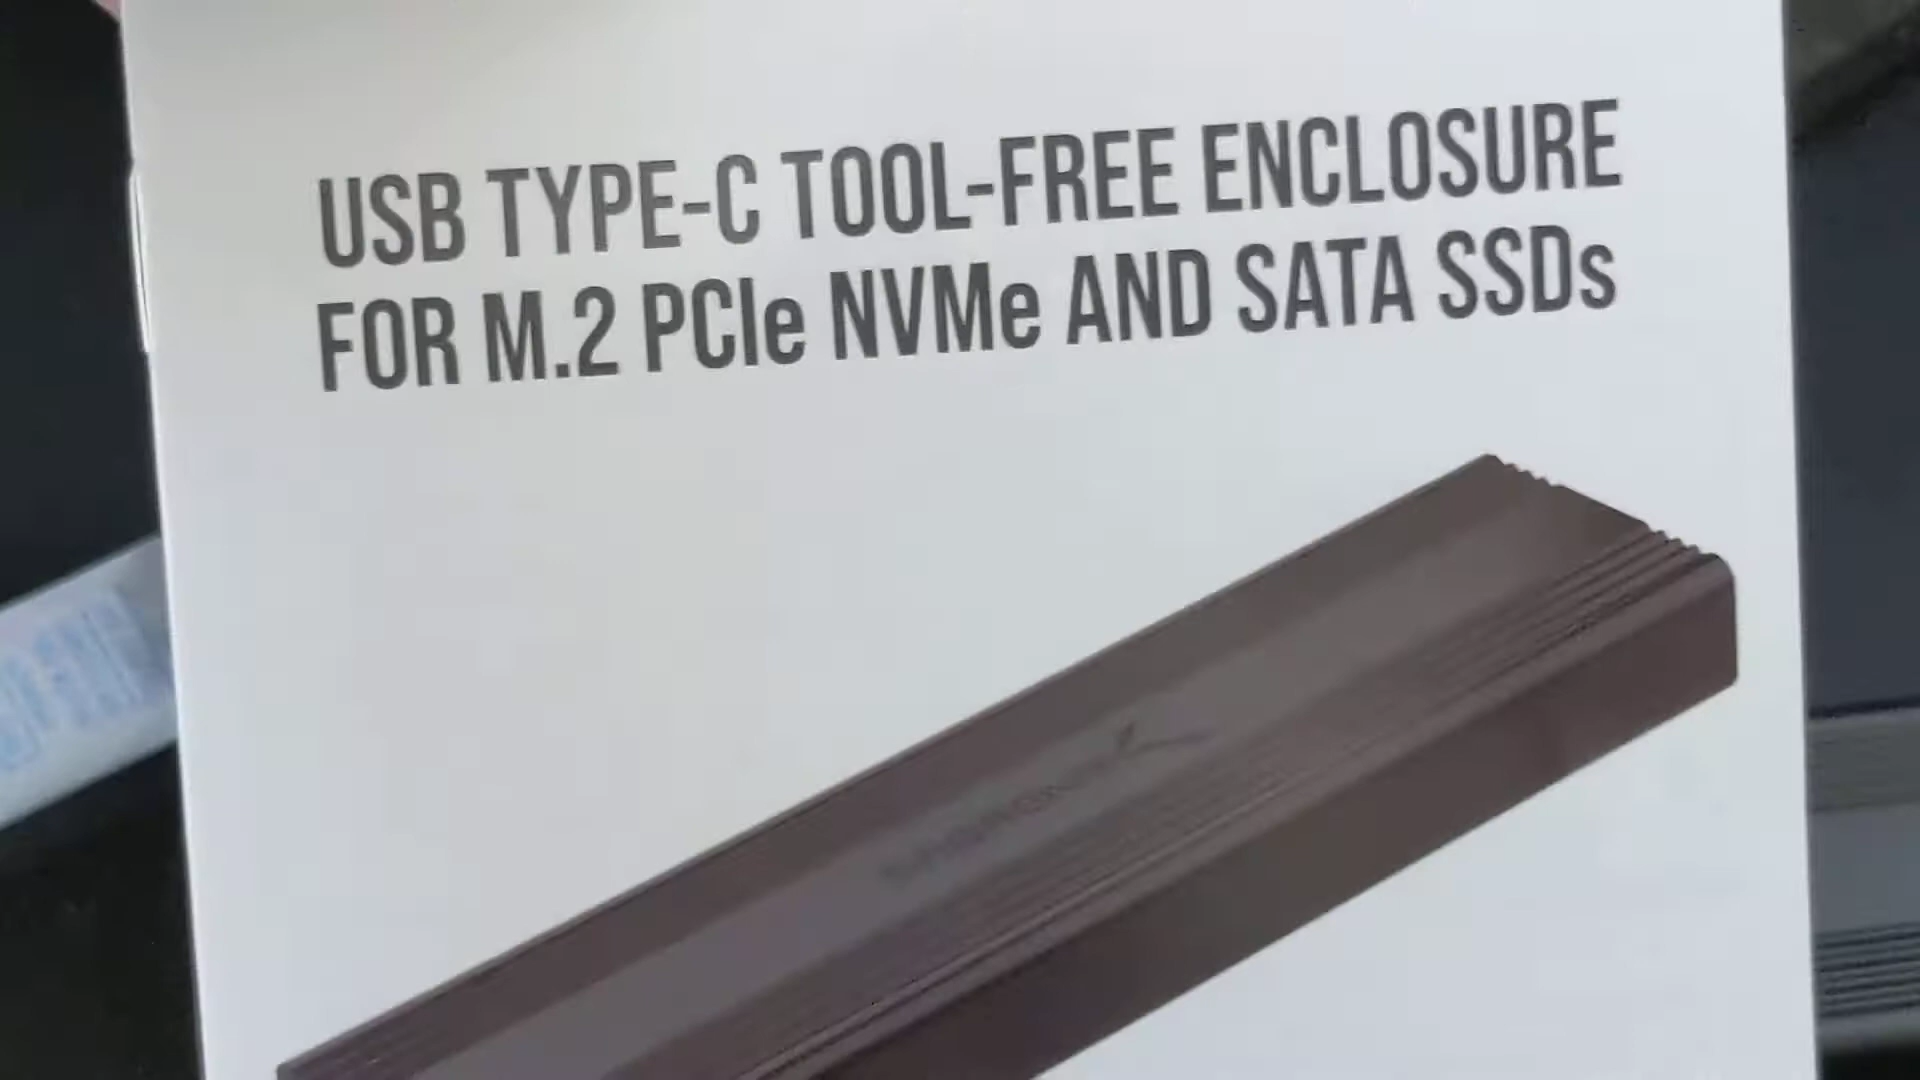 USB TYPE-C TOOL-FREE ENCLOSURE
FOR M.2 PCIe NVMe AND SATA SSDs